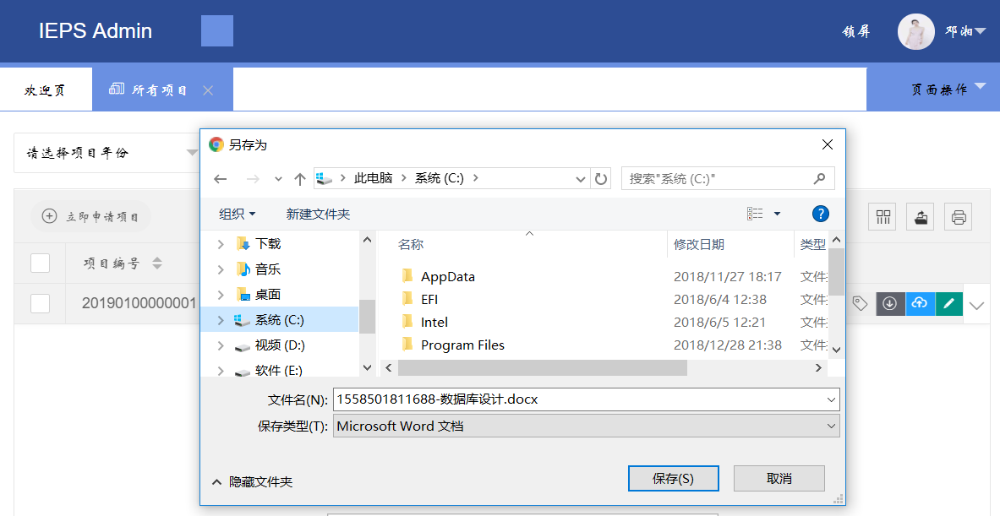 IEPS Admin
锁屏
邓湘
欢迎页
所有项目
页面操作
请选择项目年份
立即申请项目
项目编号
20190100000001
另存为
此电脑
系统 (C:)
搜索"系统 (C:)"
组织
新建文件夹
下载
音乐
桌面
系统 (C:)
视频 (D:)
软件 (E:)
名称 修改日期 类型
AppData 2018/11/27 18:17 文件
EFI 2018/6/4 12:38 文件
Intel 2018/6/5 12:21 文件
Program Files 2018/12/28 21:38 文件
文件名(N): 1558501811688-数据库设计.docx
保存类型(T): Microsoft Word 文档
隐藏文件夹
保存(S)
取消